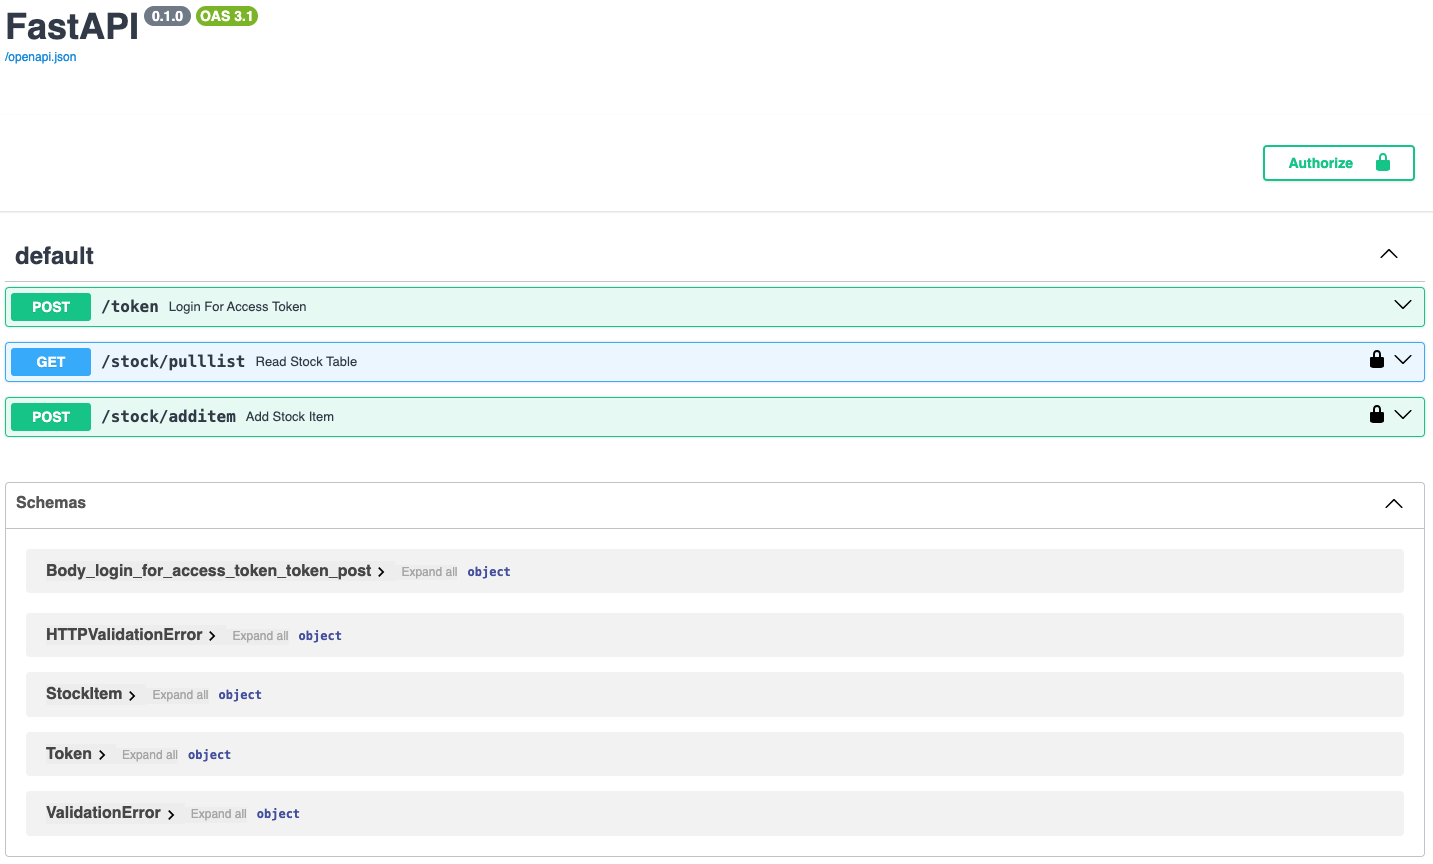 FastAPI 0.1.0 OAS 3.1
/openapi.json
Authorize
default
POST /token Login For Access Token
GET /stock/pulllist Read Stock Table
POST /stock/additem Add Stock Item
Schemas
Body_login_for_access_token_token_post Expand all object
HTTPValidationError Expand all object
StockItem Expand all object
Token Expand all object
ValidationError Expand all object